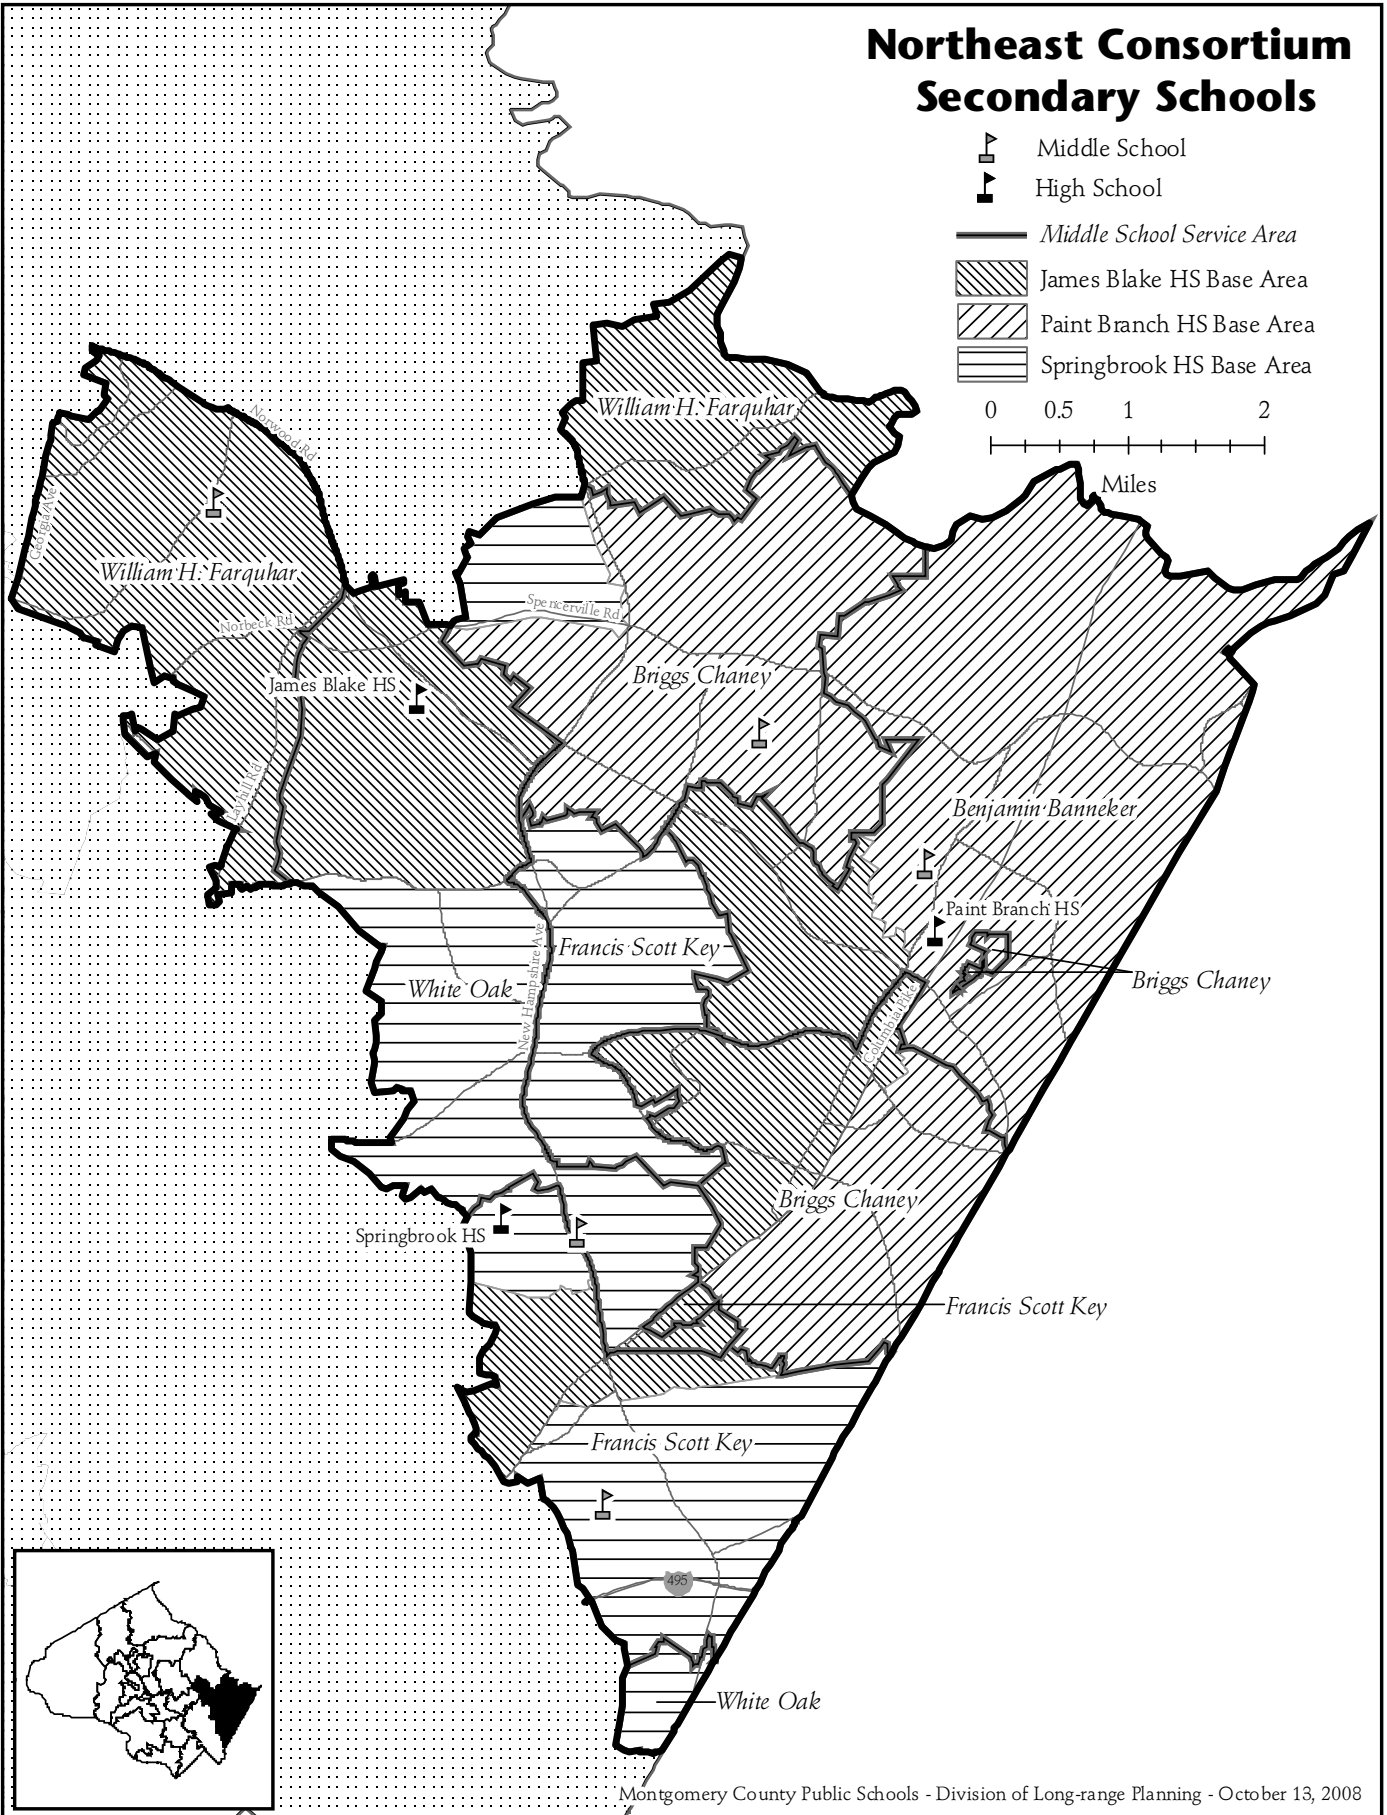 Northeast Consortium
Secondary Schools
Middle School
High School
Middle School Service Area
James Blake HS Base Area
Paint Branch HS Base Area
Springbrook HS Base Area
0 0.5 1 2
Miles
William H. Farquhar
Norwood Rd
Georgia Ave
William H. Farquhar
Spencerville Rd
Norbeck Rd
Briggs Chaney
James Blake HS
Layhill Rd
Benjamin Banneker
Paint Branch HS
Francis Scott Key
Briggs Chaney
White Oak
New Hampshire Ave
Columbia Pike
Briggs Chaney
Springbrook HS
Francis Scott Key
Francis Scott Key
495
White Oak
Montgomery County Public Schools - Division of Long-range Planning - October 13, 2008